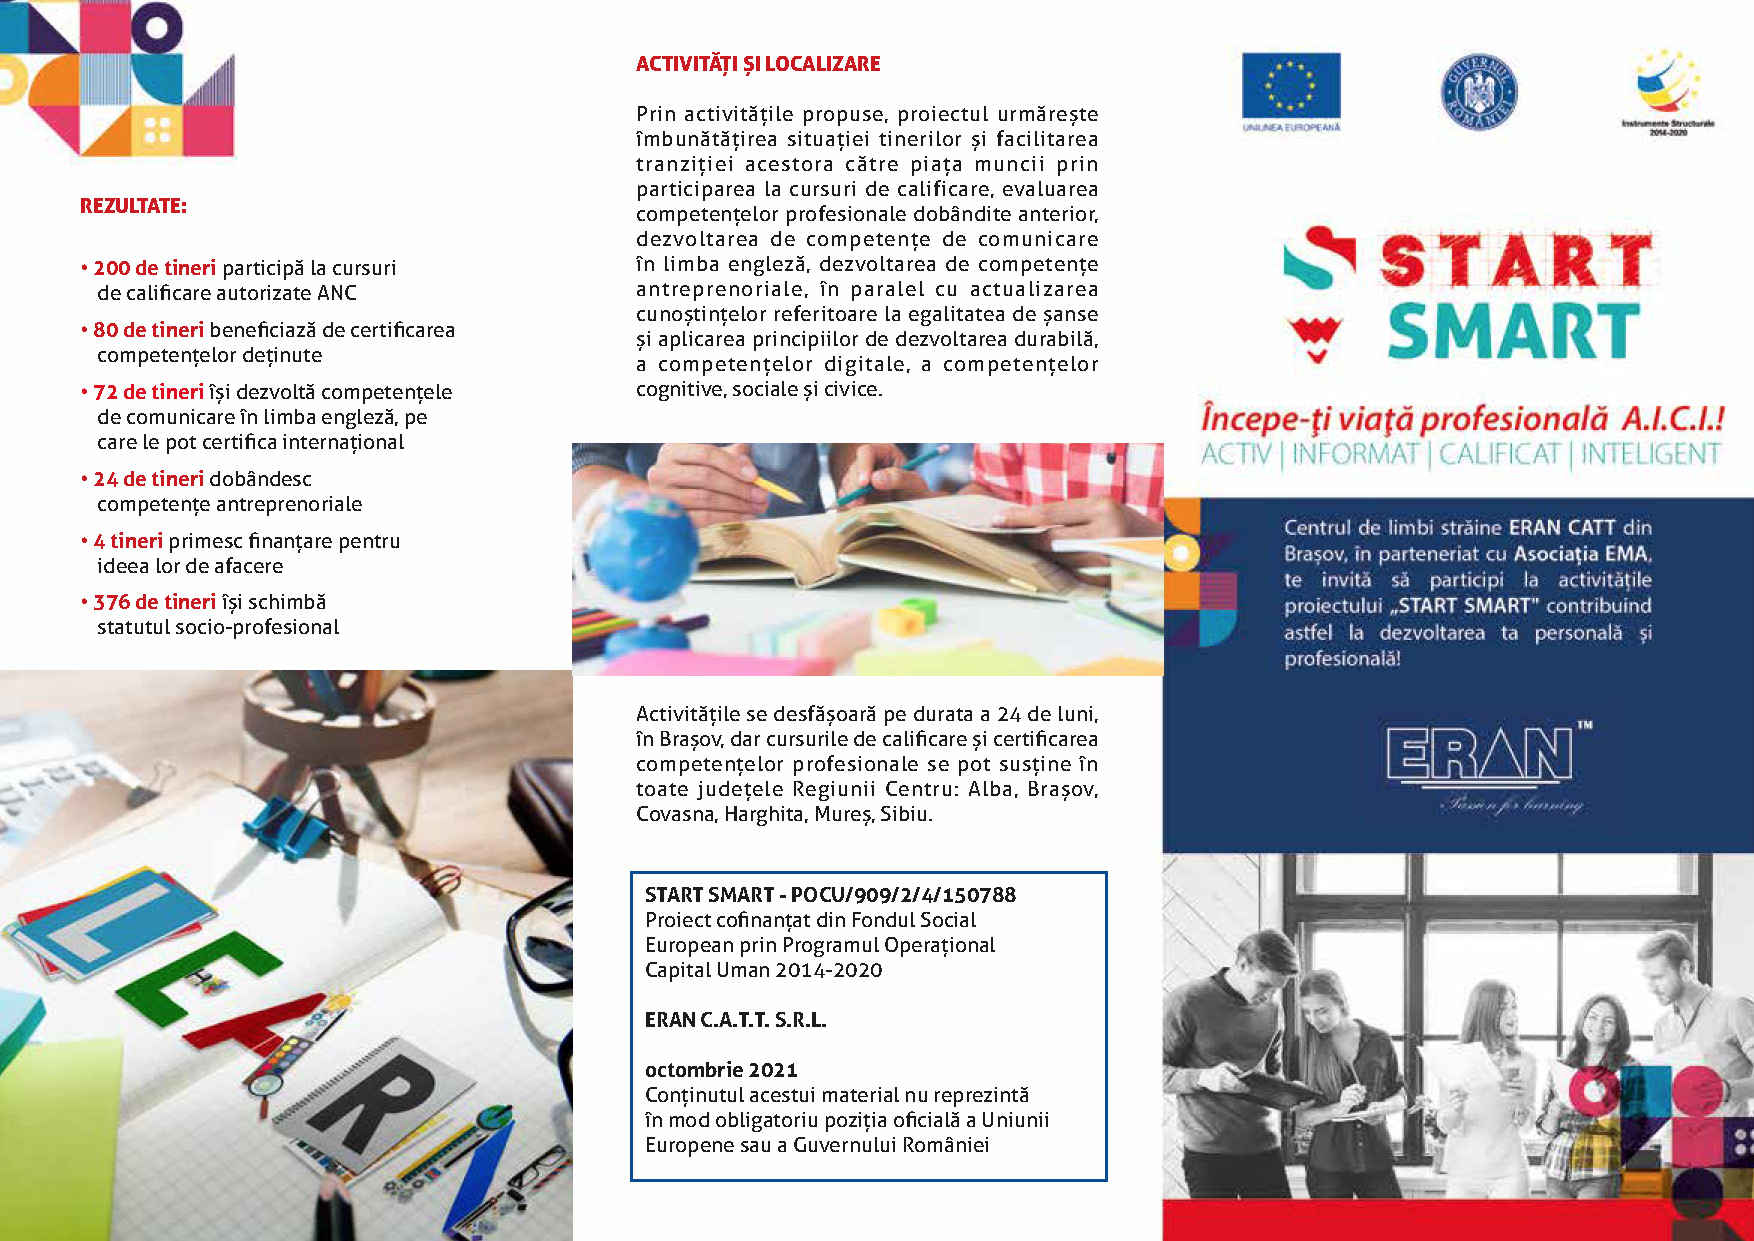 REZULTATE:
• 200 de tineri participă la cursuri
de calificare autorizate ANC
• 80 de tineri beneficiază de certificarea
competențelor deținute
• 72 de tineri își dezvoltă competențele
de comunicare în limba engleză, pe
care le pot certifica internațional
• 24 de tineri dobândesc
competențe antreprenoriale
• 4 tineri primesc finanțare pentru
ideea lor de afacere
• 376 de tineri își schimbă
statutul socio-profesional
LEARN
ACTIVITĂȚI ȘI LOCALIZARE
Prin activitățile propuse, proiectul urmărește
îmbunătățirea situației tinerilor și facilitarea
tranziției acestora către piața muncii prin
participarea la cursuri de calificare, evaluarea
competențelor profesionale dobândite anterior,
dezvoltarea de competențe de comunicare
în limba engleză, dezvoltarea de competențe
antreprenoriale, în paralel cu actualizarea
cunoștințelor referitoare la egalitatea de șanse
și aplicarea principiilor de dezvoltarea durabilă,
a competențelor digitale, a competențelor
cognitive, sociale și civice.
Activitățile se desfășoară pe durata a 24 de luni,
în Brașov, dar cursurile de calificare și certificarea
competențelor profesionale se pot susține în
toate județele Regiunii Centru: Alba, Brașov,
Covasna, Harghita, Mureș, Sibiu.
START SMART - POCU/909/2/4/150788
Proiect cofinanțat din Fondul Social
European prin Programul Operațional
Capital Uman 2014-2020
ERAN C.A.T.T. S.R.L.
octombrie 2021
Conținutul acestui material nu reprezintă
în mod obligatoriu poziția oficială a Uniunii
Europene sau a Guvernului României
UNIUNEA EUROPEANĂ
GUVERNUL ROMÂNIEI
Instrumente Structurale
2014-2020
START
SMART
Începe-ți viață profesională A.I.C.I.!
ACTIV | INFORMAT | CALIFICAT | INTELIGENT
Centrul de limbi străine ERAN CATT din
Brașov, în parteneriat cu Asociația EMA,
te invită să participi la activitățile
proiectului „START SMART" contribuind
astfel la dezvoltarea ta personală și
profesională!
ERAN™
Passion for learning